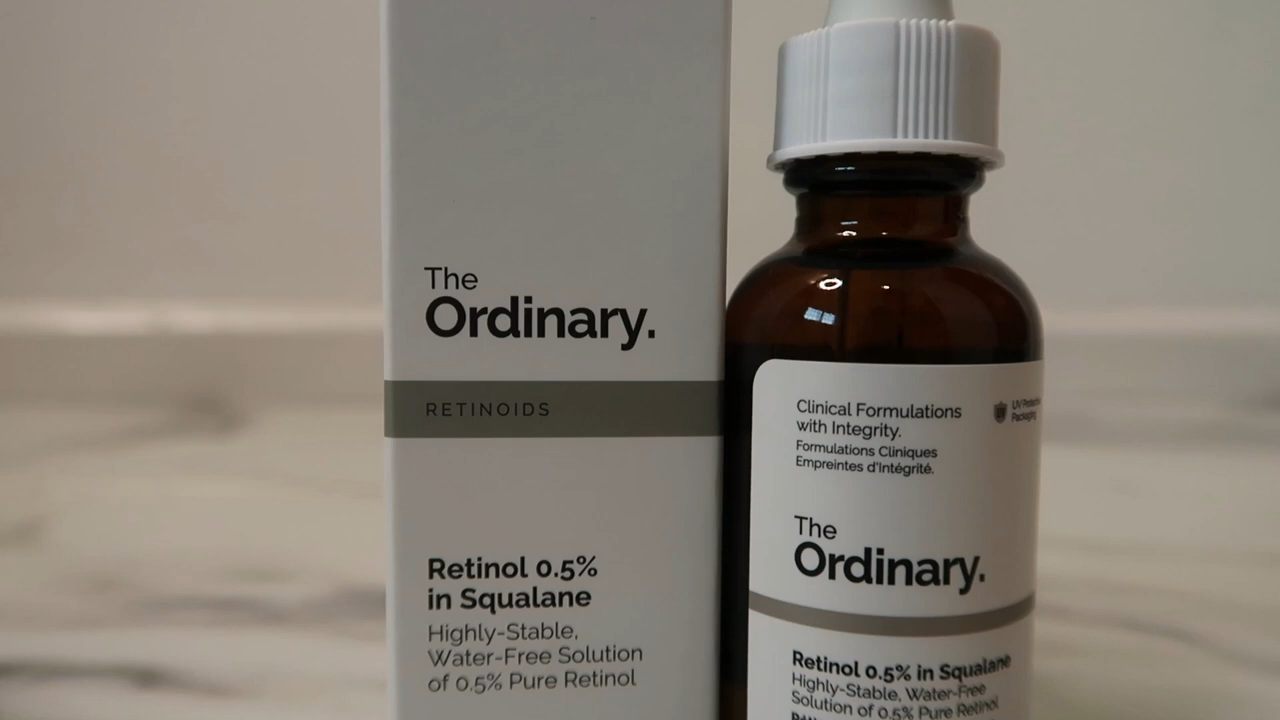 The
Ordinary.
RETINOIDS
Retinol 0.5%
in Squalane
Highly-Stable,
Water-Free Solution
of 0.5% Pure Retinol
Clinical Formulations
with Integrity.
Formulations Cliniques
Empreintes d'Intégrité.
UV
Packaging
The
Ordinary.
Retinol 0.5% in Squalane
Highly-Stable, Water-Free
Solution of 0.5% Pure Retinol